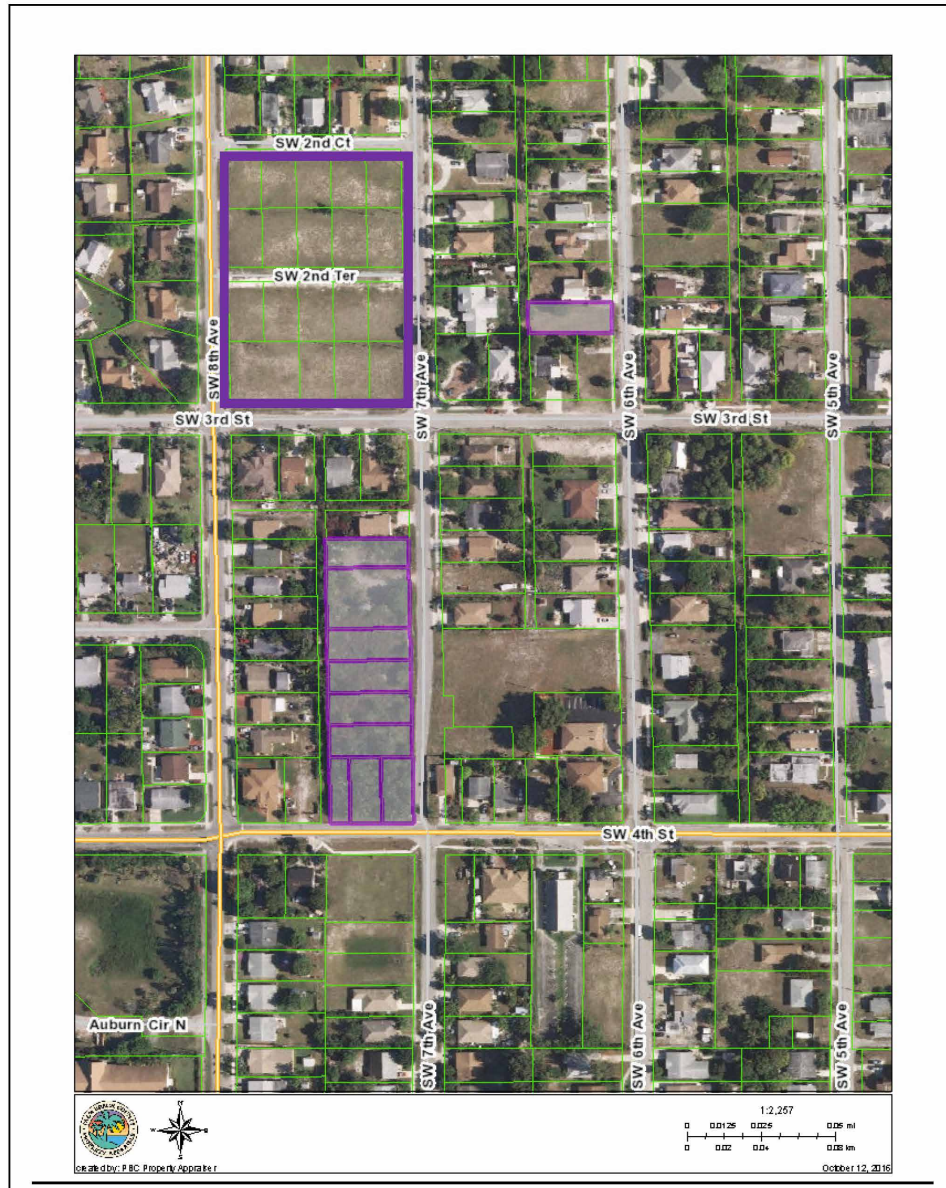 SW 2nd Ct
SW 2nd Ter
SW 8th Ave
SW 7th Ave
SW 6th Ave
SW 5th Ave
SW 3rd St
SW 3rd St
SW 4th St
Auburn Cir N
SW 7th Ave
SW 6th Ave
SW 5th Ave
1:2,257
0 0.0125 0.025 0.05 mi
0 0.02 0.04 0.08 km
created by: PBC Property Appraiser
October 12, 2016